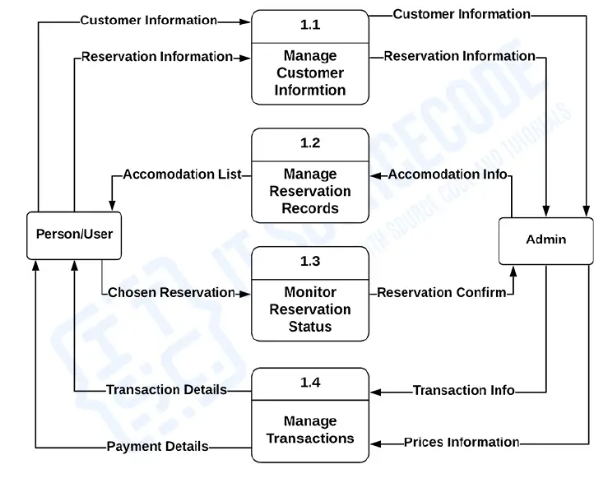 Customer Information
1.1
Customer Information
Reservation Information
Manage
Customer
Informtion
Reservation Information
1.2
Accomodation List
Manage
Reservation
Records
Accomodation Info
Person/User
Admin
1.3
Chosen Reservation
Monitor
Reservation
Status
Reservation Confirm
1.4
Transaction Details
Transaction Info
Manage
Transactions
Payment Details
Prices Information
IT SOURCECODE